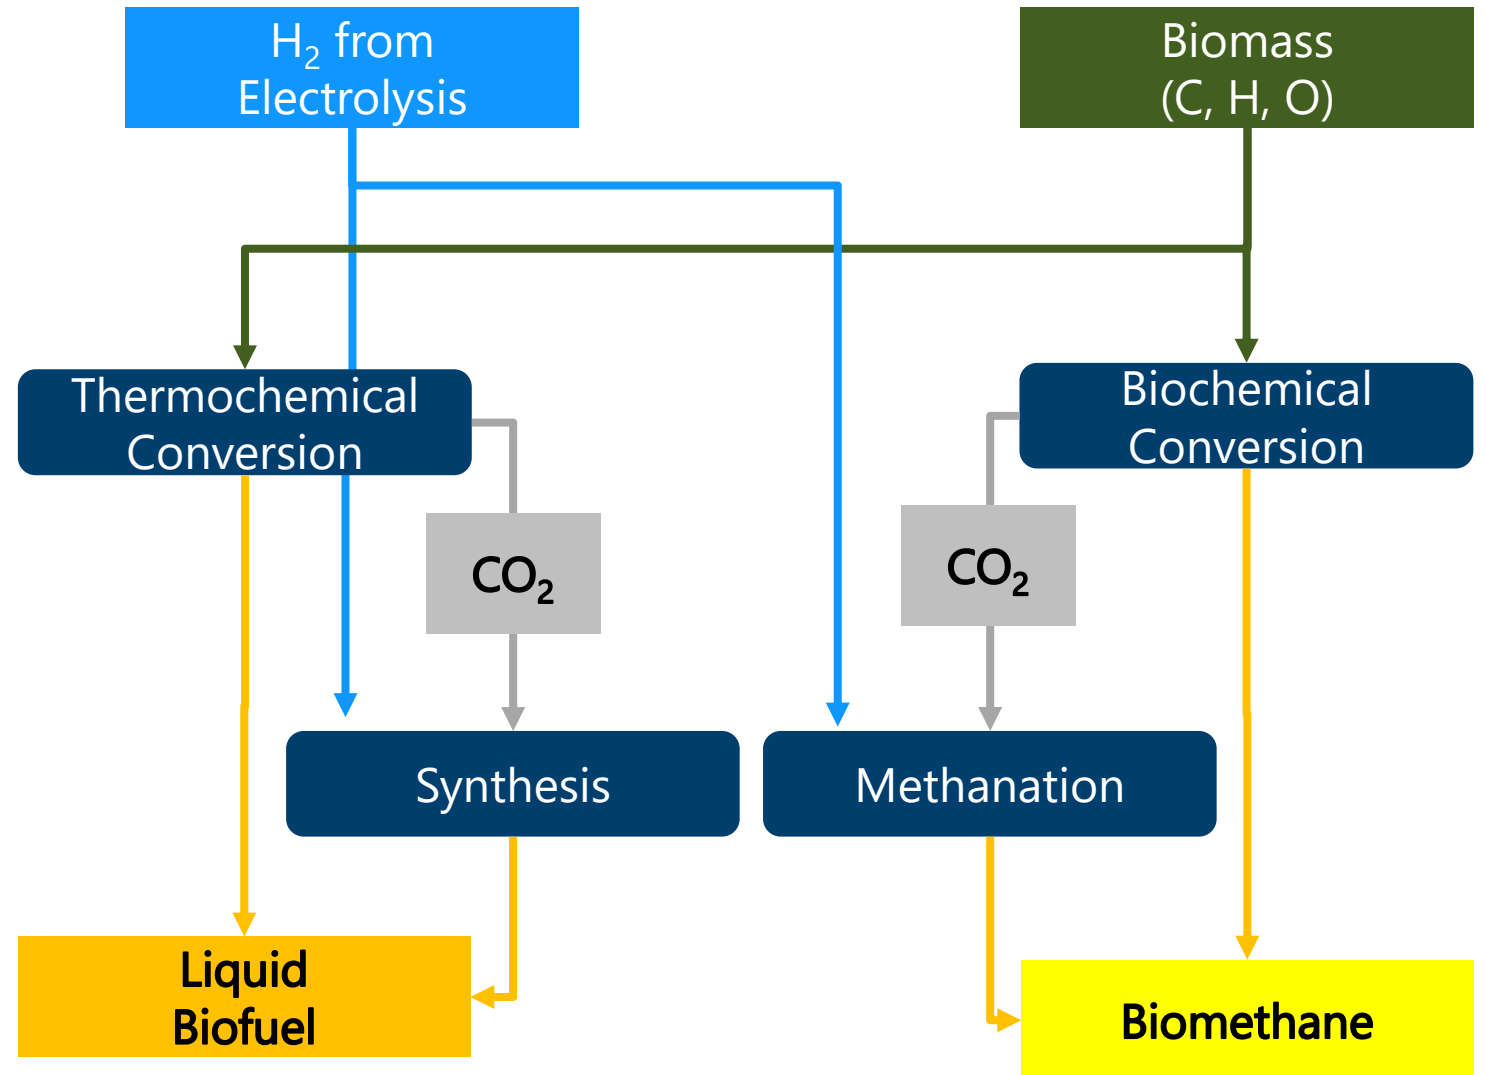 H₂ from
Electrolysis
Biomass
(C, H, O)
Thermochemical
Conversion
Biochemical
Conversion
CO₂
CO₂
Synthesis
Methanation
Liquid
Biofuel
Biomethane